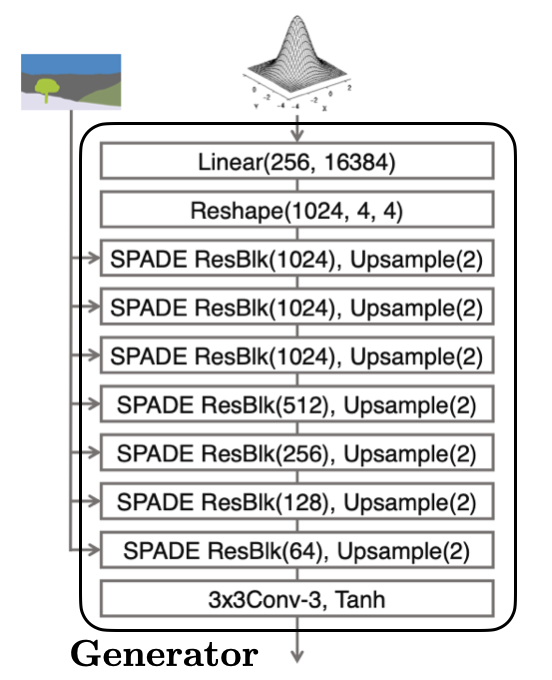 Linear(256, 16384)
Reshape(1024, 4, 4)
SPADE ResBlk(1024), Upsample(2)
SPADE ResBlk(1024), Upsample(2)
SPADE ResBlk(1024), Upsample(2)
SPADE ResBlk(512), Upsample(2)
SPADE ResBlk(256), Upsample(2)
SPADE ResBlk(128), Upsample(2)
SPADE ResBlk(64), Upsample(2)
3x3Conv-3, Tanh
Generator